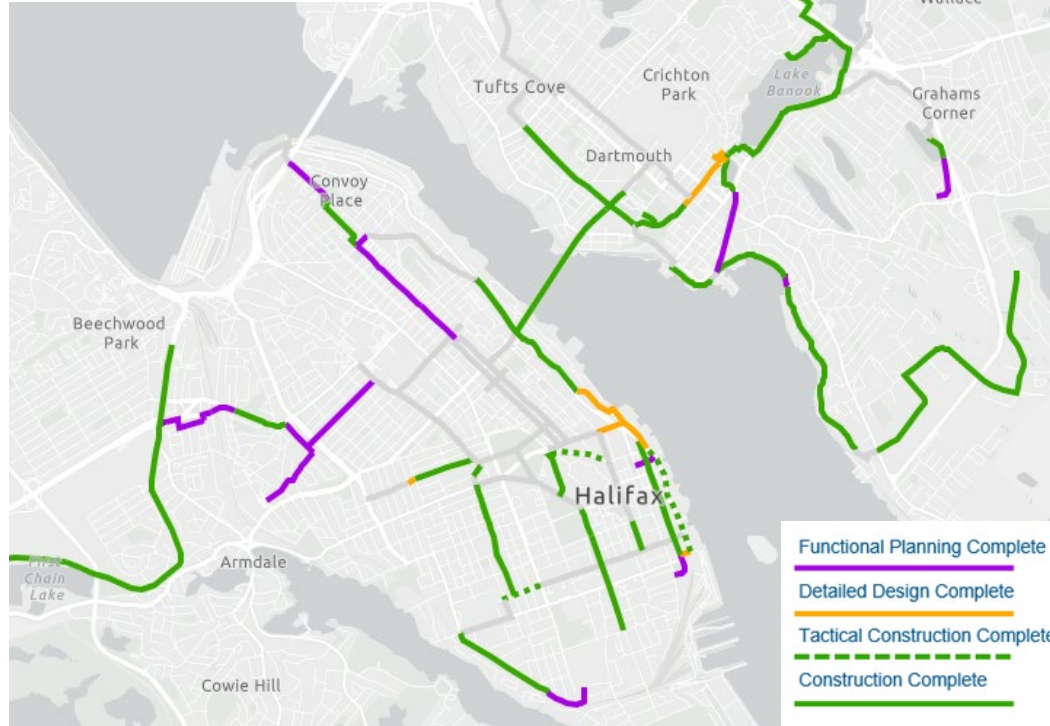 Wallace
Crichton
Park
Tufts Cove
Lake
Banook
Grahams
Corner
Dartmouth
Convoy
Place
Beechwood
Park
Halifax
Armdale
First
Chain
Lake
Cowie Hill
Functional Planning Complete
Detailed Design Complete
Tactical Construction Complete
Construction Complete